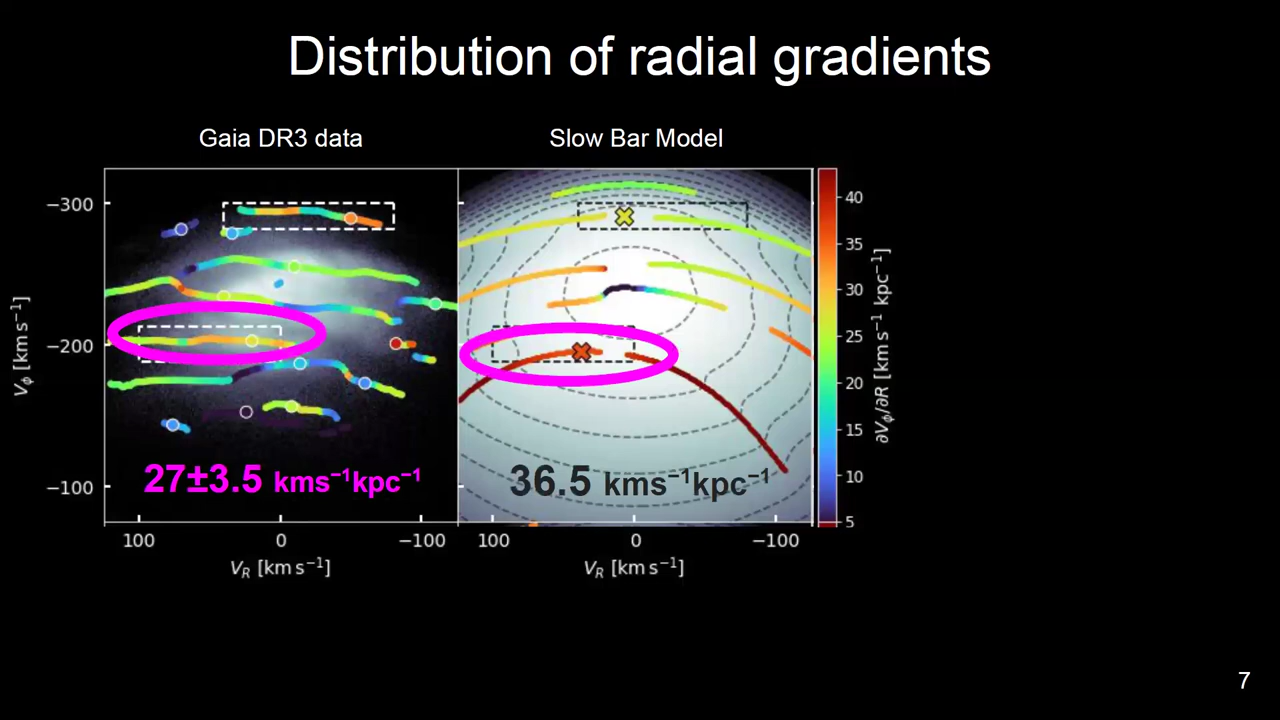 Distribution of radial gradients
Gaia DR3 data
Slow Bar Model
−300
−200
−100
V_ϕ [km s⁻¹]
27±3.5 kms⁻¹kpc⁻¹
36.5 kms⁻¹kpc⁻¹
100 0 −100
100 0 −100
V_R [km s⁻¹]
V_R [km s⁻¹]
40
35
30
25
20
15
10
5
∂V_ϕ/∂R [km s⁻¹ kpc⁻¹]
7